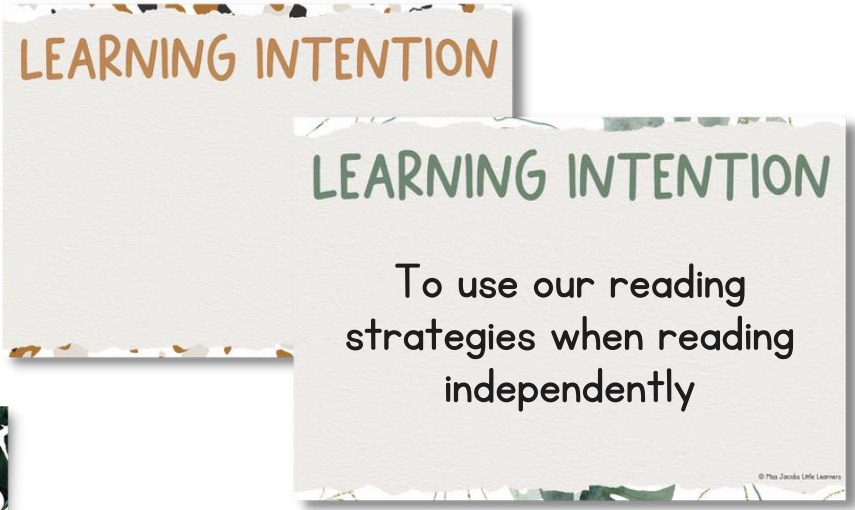 LEARNING INTENTION
LEARNING INTENTION
To use our reading
strategies when reading
independently
© Miss Jacobs Little Learners